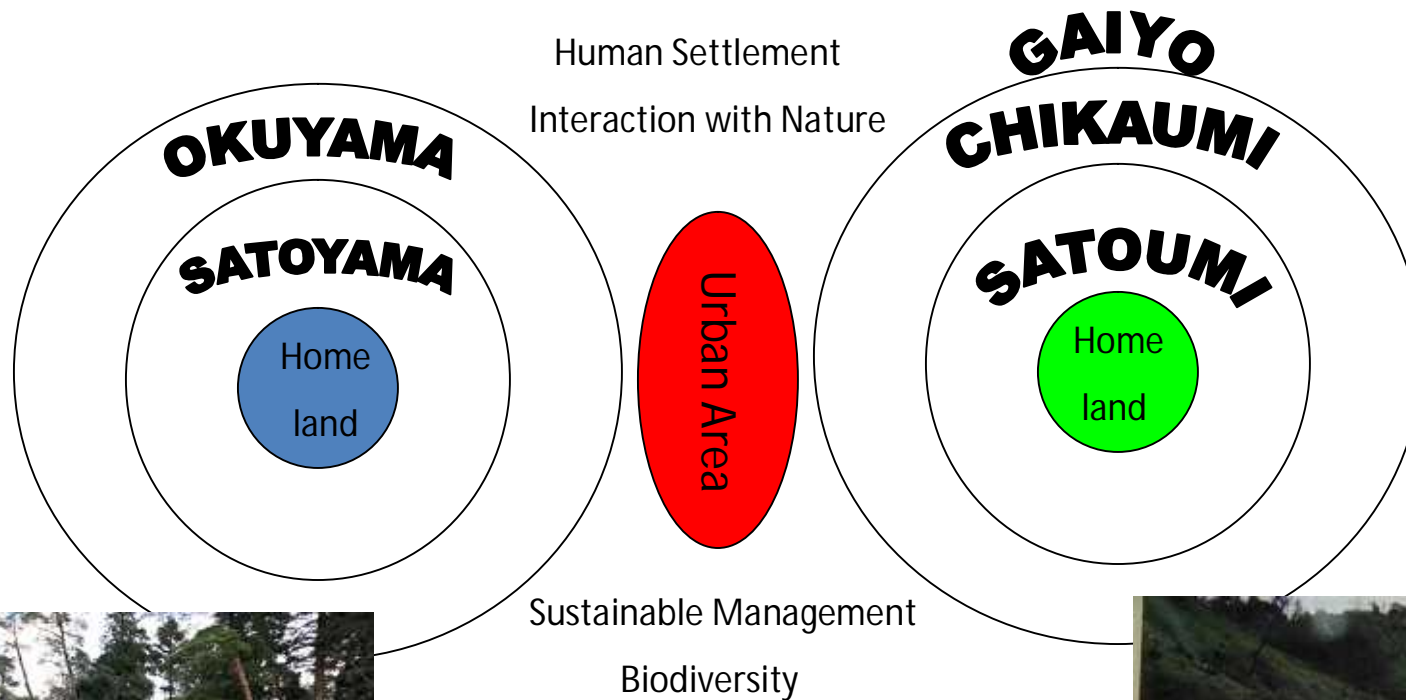 Human Settlement
Interaction with Nature
OKUYAMA
SATOYAMA
Home
land
Urban Area
GAIYO
CHIKAUMI
SATOUMI
Home
land
Sustainable Management
Biodiversity